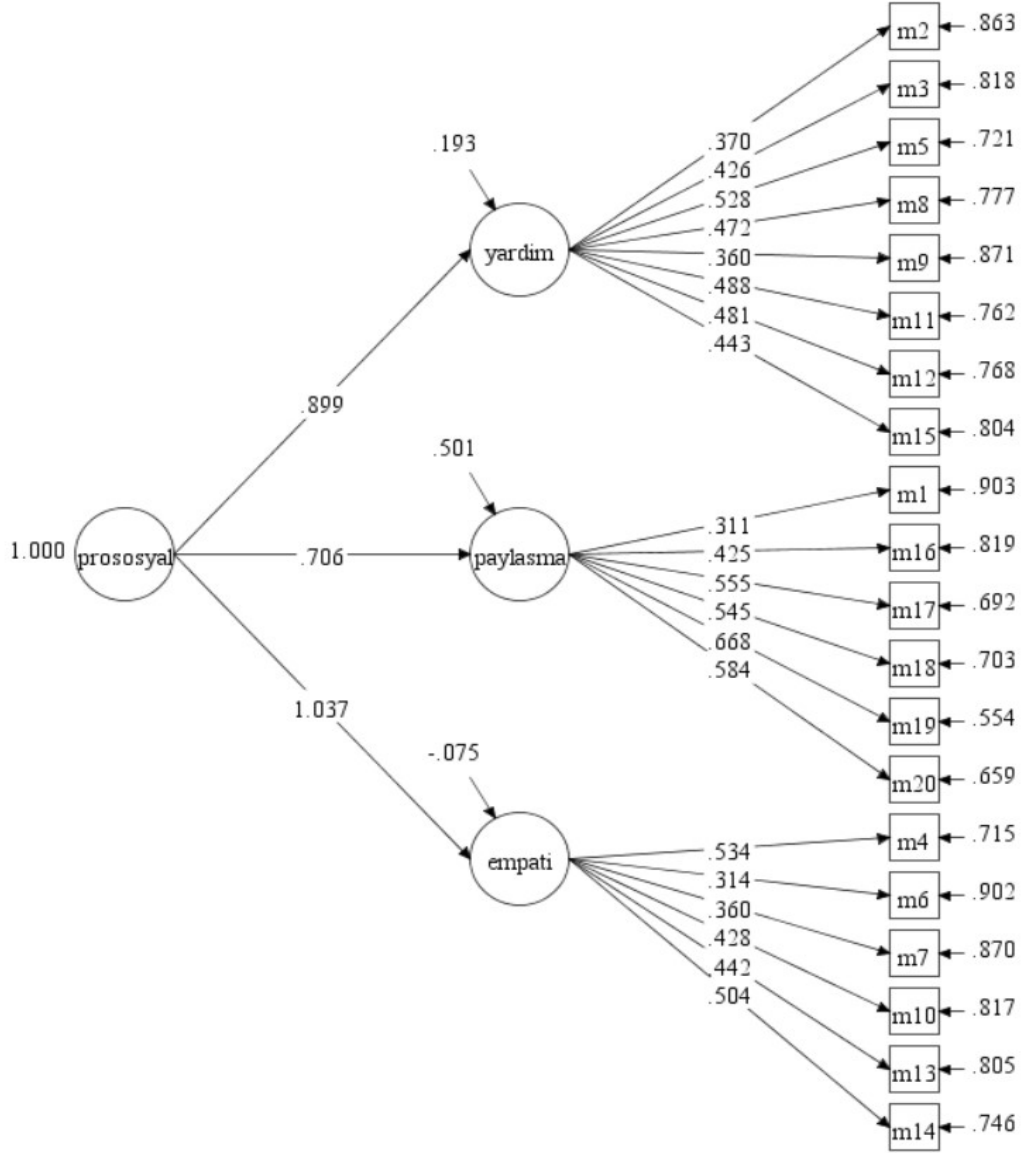 m2 .863
m3 .818
.193
.370
m5 .721
.426
.528
m8 .777
.472
yardim
.360
m9 .871
.488
.481
m11 .762
.443
m12 .768
.899
m15 .804
.501
m1 .903
.311
1.000 prososyal
.706
paylasma
.425
m16 .819
.555
m17 .692
.545
.668
m18 .703
.584
1.037
m19 .554
-.075
m20 .659
m4 .715
.534
empati
.314
m6 .902
.360
.428
m7 .870
.442
.504
m10 .817
m13 .805
m14 .746